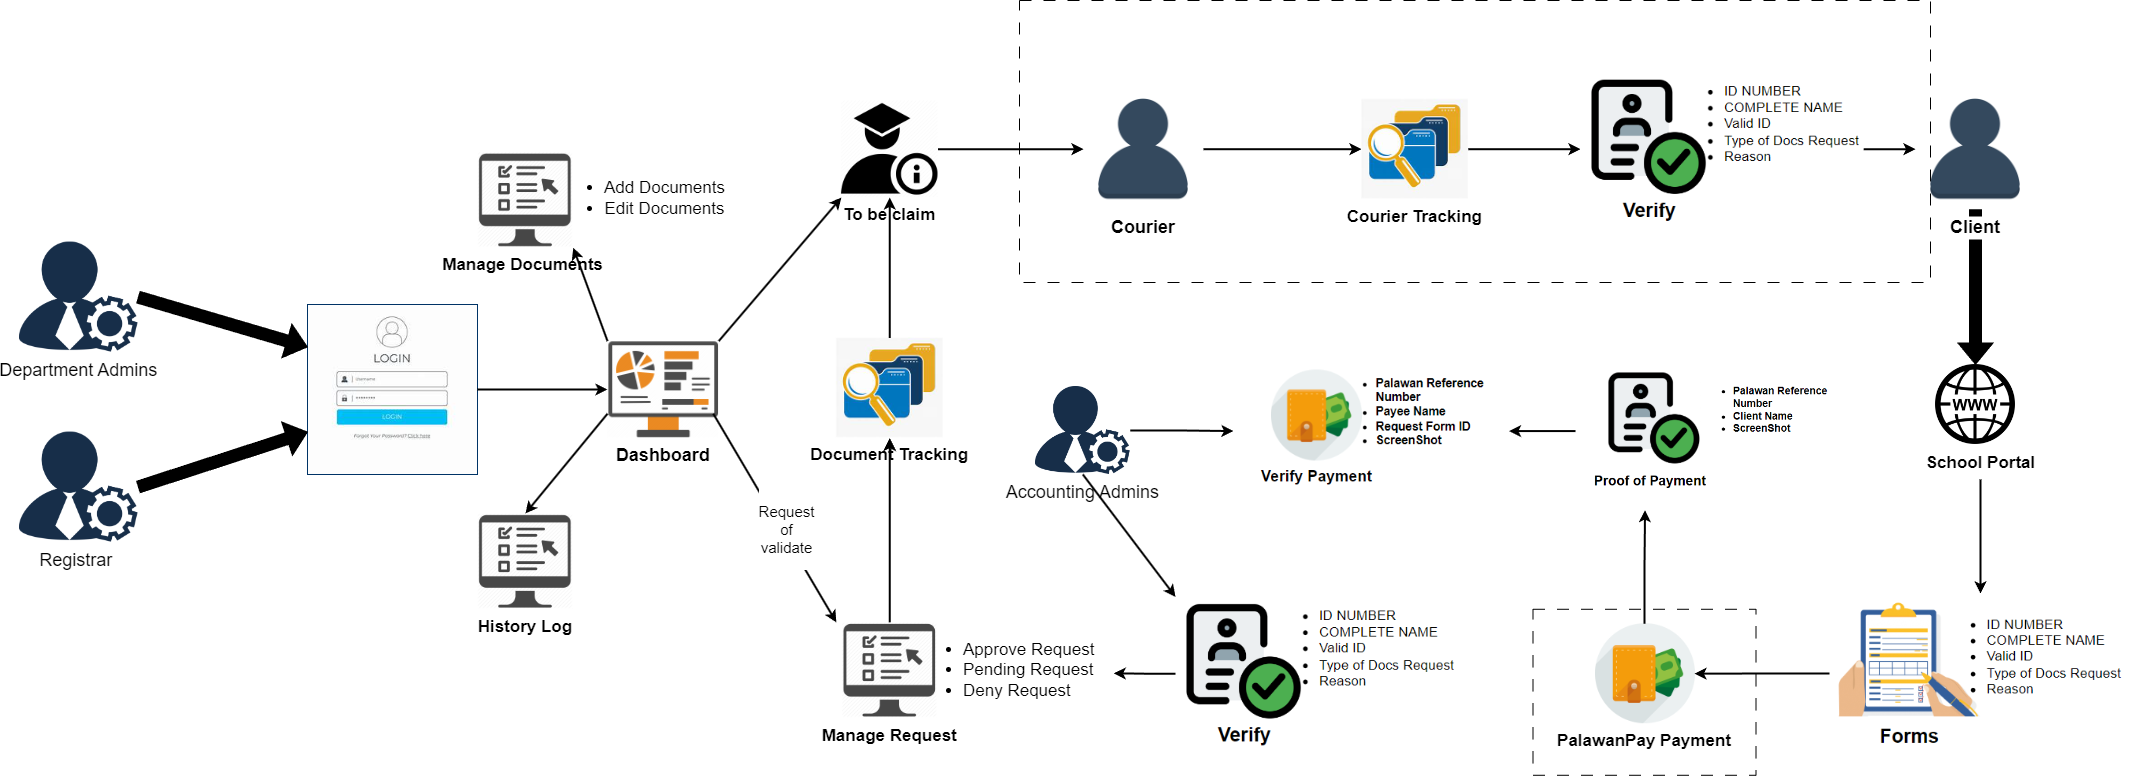 ID NUMBER
COMPLETE NAME
Valid ID
Type of Docs Request
Reason
Add Documents
Edit Documents
To be claim
Courier
Courier Tracking
Verify
Client
Manage Documents
Department Admins
LOGIN
Username
********
LOGIN
Forgot Your Password? Click here
Dashboard
Document Tracking
Palawan Reference
Number
Payee Name
Request Form ID
ScreenShot
Verify Payment
Palawan Reference
Number
Client Name
ScreenShot
Proof of Payment
WWW
School Portal
Accounting Admins
Registrar
Request
of
validate
History Log
Approve Request
Pending Request
Deny Request
Manage Request
ID NUMBER
COMPLETE NAME
Valid ID
Type of Docs Request
Reason
Verify
PalawanPay Payment
ID NUMBER
COMPLETE NAME
Valid ID
Type of Docs Request
Reason
Forms